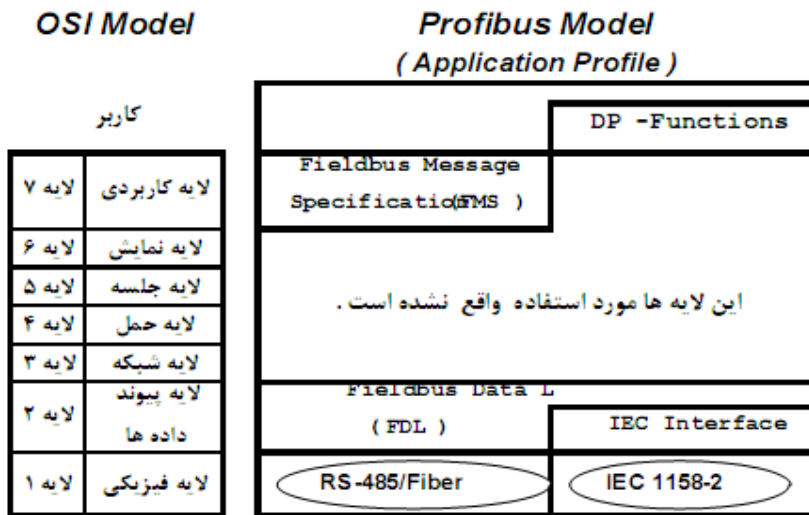 OSI Model
Profibus Model
( Application Profile )
کاربر
DP -Functions
لایه ۷ لایه کاربردی
Fieldbus Message
Specification(FMS )
لایه ۶ لایه نمایش
لایه ۵ لایه جلسه
لایه ۴ لایه حمل
لایه ۳ لایه شبکه
این لایه ها مورد استفاده واقع نشده است .
لایه ۲ لایه پیوند
داده ها
Fieldbus Data L
( FDL )
IEC Interface
لایه ۱ لایه فیزیکی
RS-485/Fiber
IEC 1158-2